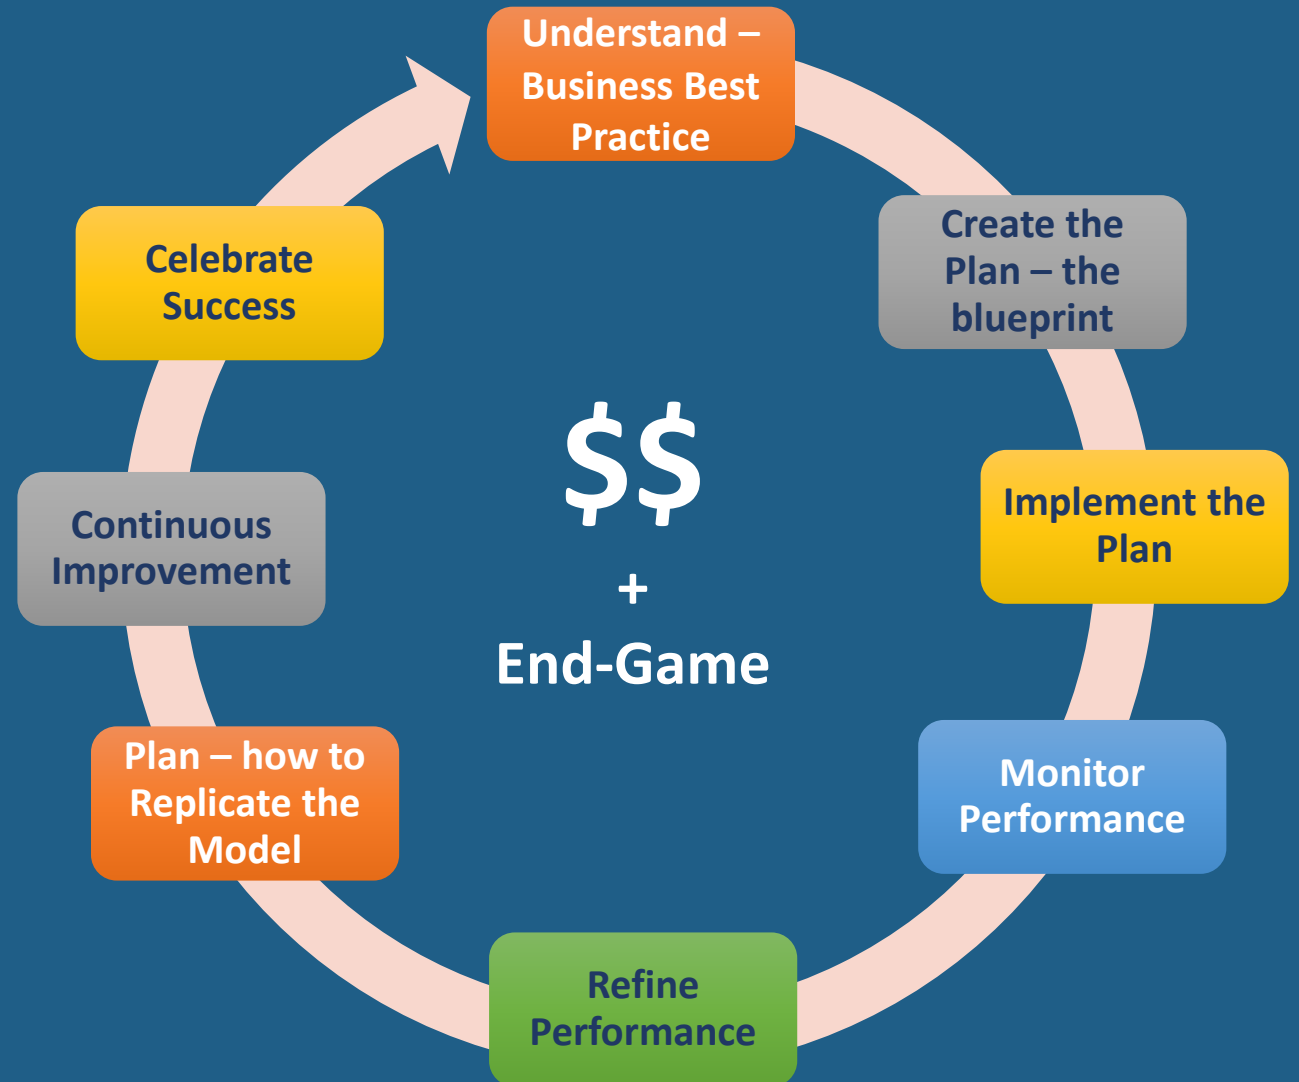 Understand –
Business Best
Practice
Create the
Plan – the
blueprint
Implement the
Plan
Monitor
Performance
Refine
Performance
Plan – how to
Replicate the
Model
Continuous
Improvement
Celebrate
Success
$$
+
End-Game